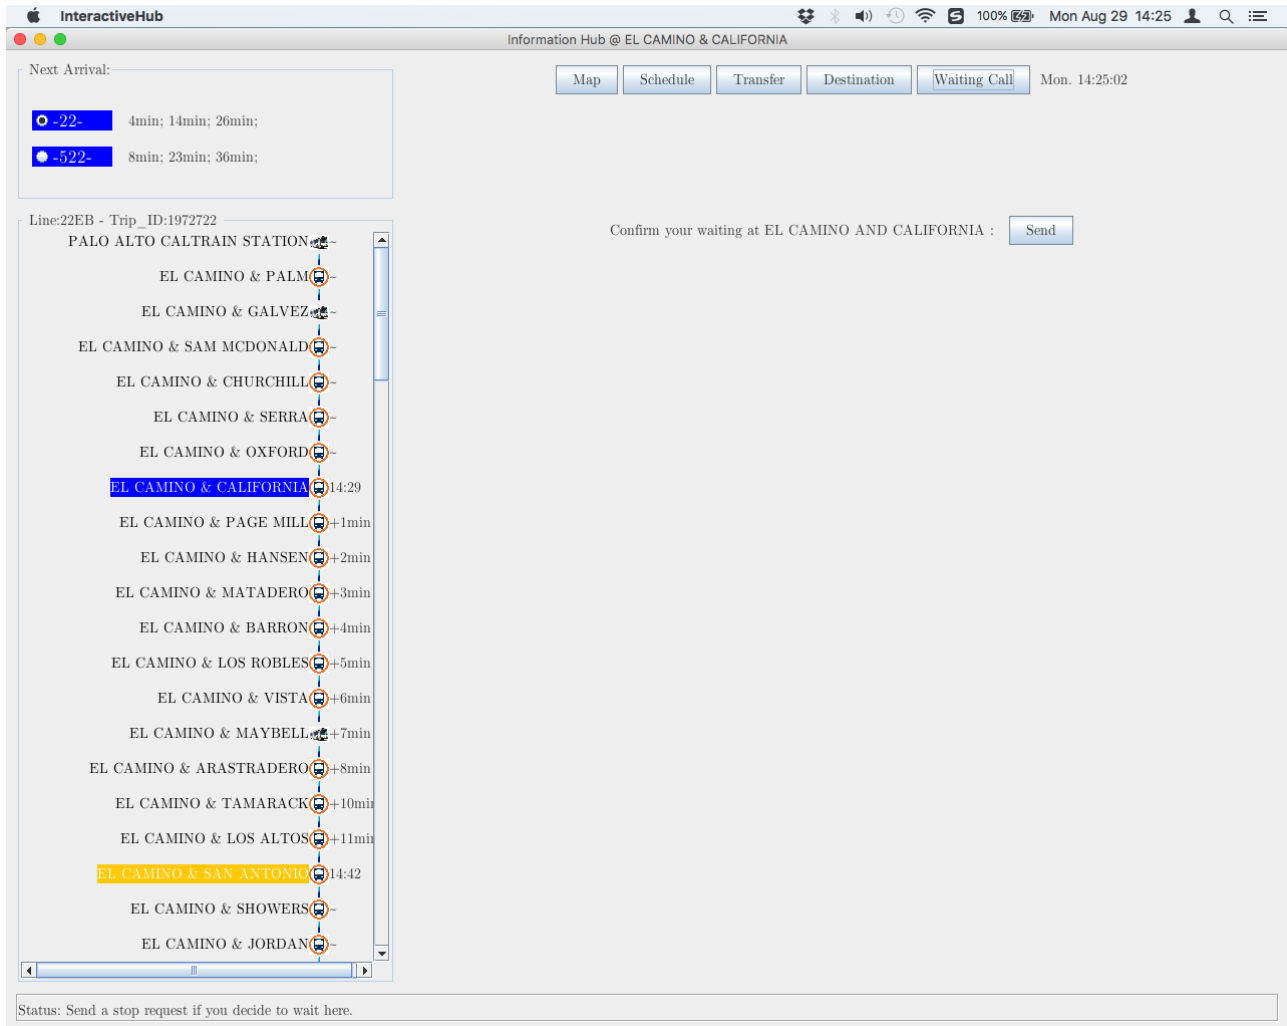 InteractiveHub
100% Mon Aug 29 14:25
Information Hub @ EL CAMINO & CALIFORNIA
Next Arrival:
-22- 4min; 14min; 26min;
-522- 8min; 23min; 36min;
Map Schedule Transfer Destination Waiting Call Mon. 14:25:02
Confirm your waiting at EL CAMINO AND CALIFORNIA : Send
Line:22EB - Trip_ID:1972722
PALO ALTO CALTRAIN STATION ~
EL CAMINO & PALM ~
EL CAMINO & GALVEZ ~
EL CAMINO & SAM MCDONALD ~
EL CAMINO & CHURCHILL ~
EL CAMINO & SERRA ~
EL CAMINO & OXFORD ~
EL CAMINO & CALIFORNIA 14:29
EL CAMINO & PAGE MILL +1min
EL CAMINO & HANSEN +2min
EL CAMINO & MATADERO +3min
EL CAMINO & BARRON +4min
EL CAMINO & LOS ROBLES +5min
EL CAMINO & VISTA +6min
EL CAMINO & MAYBELL +7min
EL CAMINO & ARASTRADERO +8min
EL CAMINO & TAMARACK +10min
EL CAMINO & LOS ALTOS +11min
EL CAMINO & SAN ANTONIO 14:42
EL CAMINO & SHOWERS ~
EL CAMINO & JORDAN ~
Status: Send a stop request if you decide to wait here.